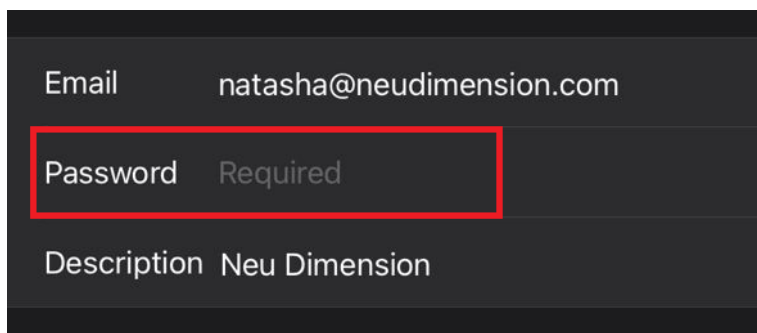 Email natasha@neudimension.com
Password Required
Description Neu Dimension